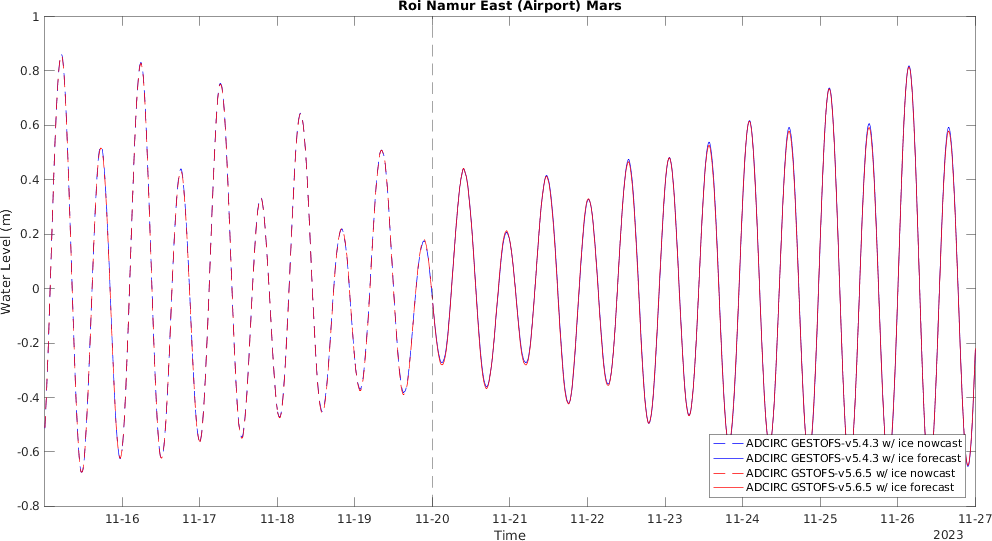 Roi Namur East (Airport) Mars
1
0.8
0.6
0.4
0.2
0
-0.2
-0.4
-0.6
-0.8
Water Level (m)
ADCIRC GESTOFS-v5.4.3 w/ ice nowcast
ADCIRC GESTOFS-v5.4.3 w/ ice forecast
ADCIRC GSTOFS-v5.6.5 w/ ice nowcast
ADCIRC GSTOFS-v5.6.5 w/ ice forecast
11-16 11-17 11-18 11-19 11-20 11-21 11-22 11-23 11-24 11-25 11-26 11-27
Time
2023